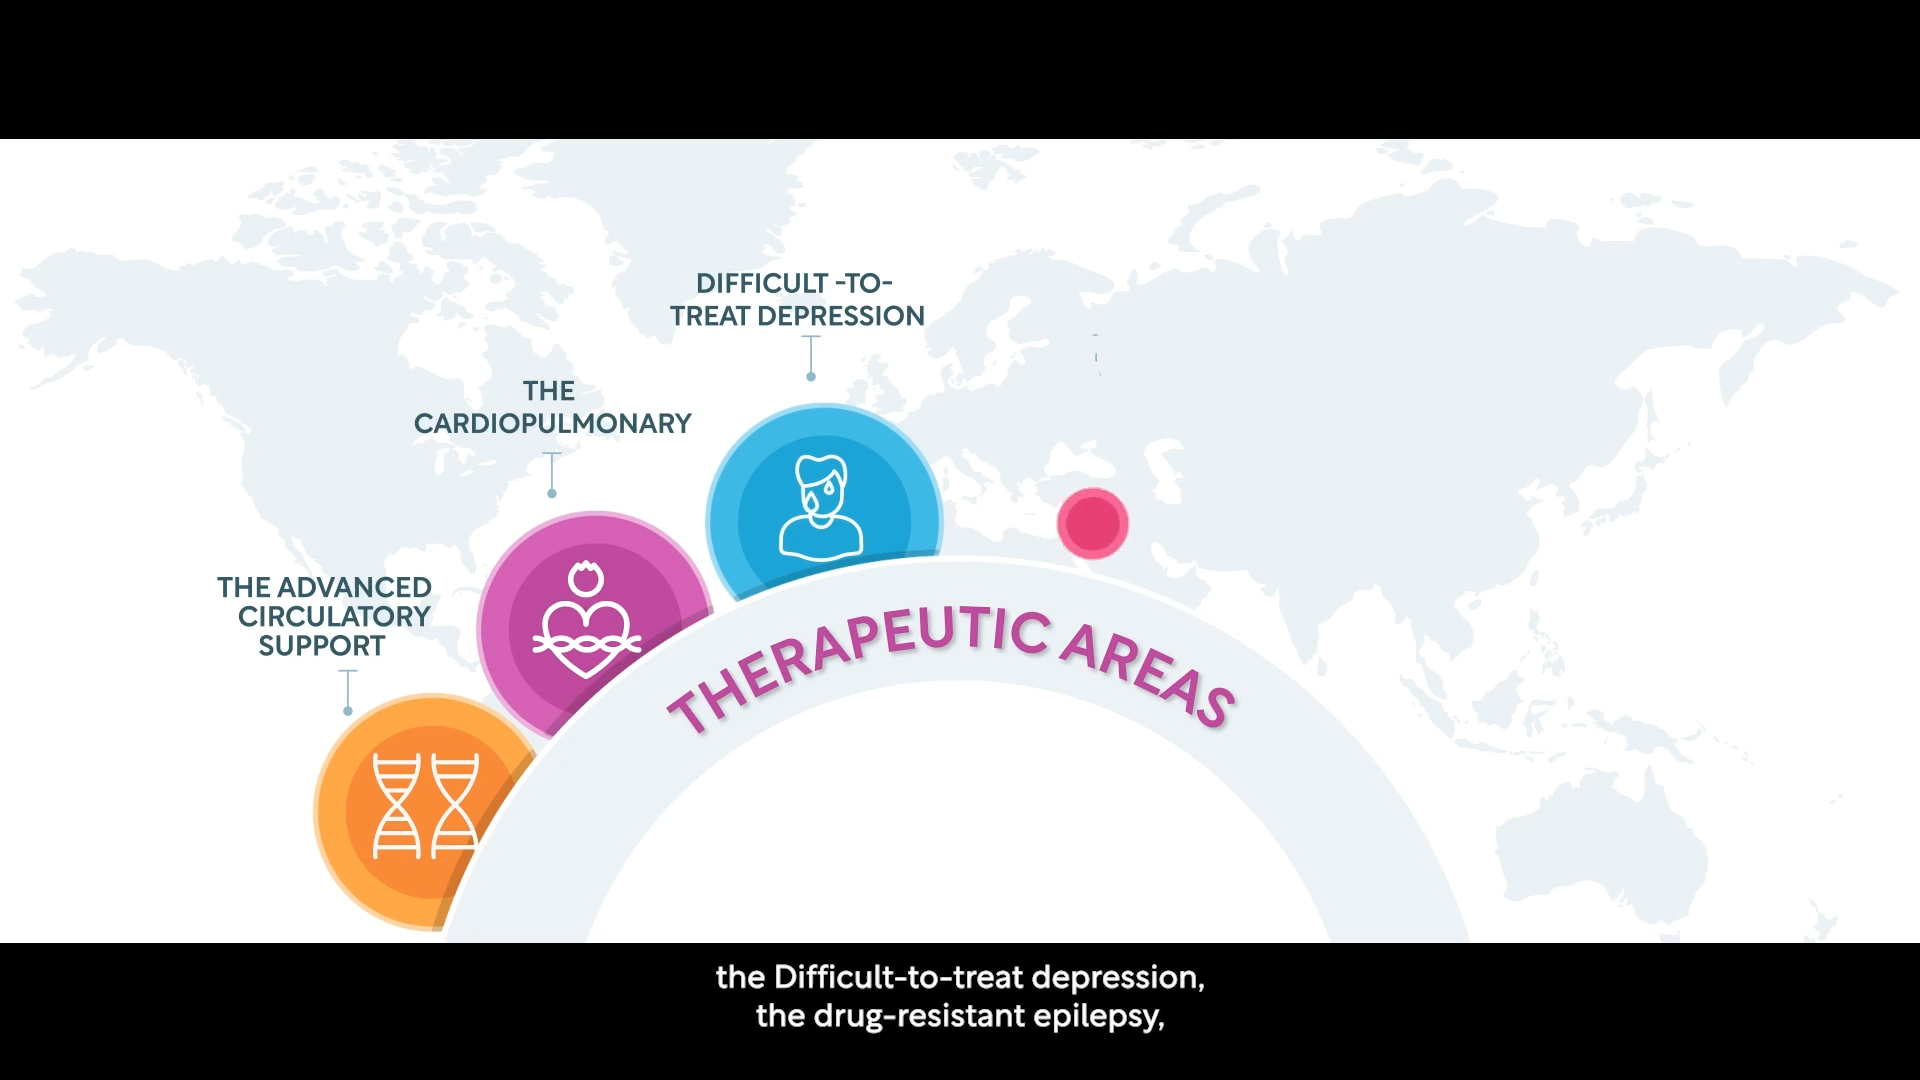 DIFFICULT -TO-
TREAT DEPRESSION
THE
CARDIOPULMONARY
THE ADVANCED
CIRCULATORY
SUPPORT
THERAPEUTIC AREAS
the Difficult-to-treat depression,
the drug-resistant epilepsy,